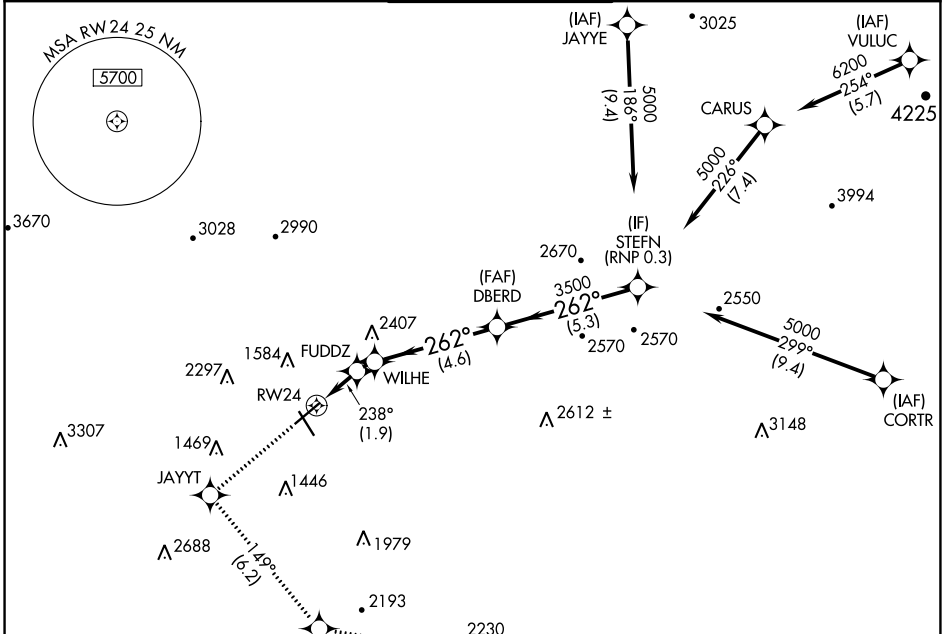 MSA RW24 25 NM
5700
(IAF)
JAYYE
3025
(IAF)
VULUC
6200
254°
(5.7)
4225
5000
186°
(9.4)
CARUS
5000
226°
(7.4)
3994
3670
3028
2990
(IF)
STEFN
(RNP 0.3)
2670
(FAF)
DBERD
3500
262°
(5.3)
2550
5000
299°
(9.4)
2407
262°
(4.6)
2570
2570
1584
FUDDZ
2297
WILHE
RW24
238°
(1.9)
(IAF)
CORTR
2612 ±
3148
3307
1469
JAYYT
1446
2688
149°
(6.2)
1979
2193
2230